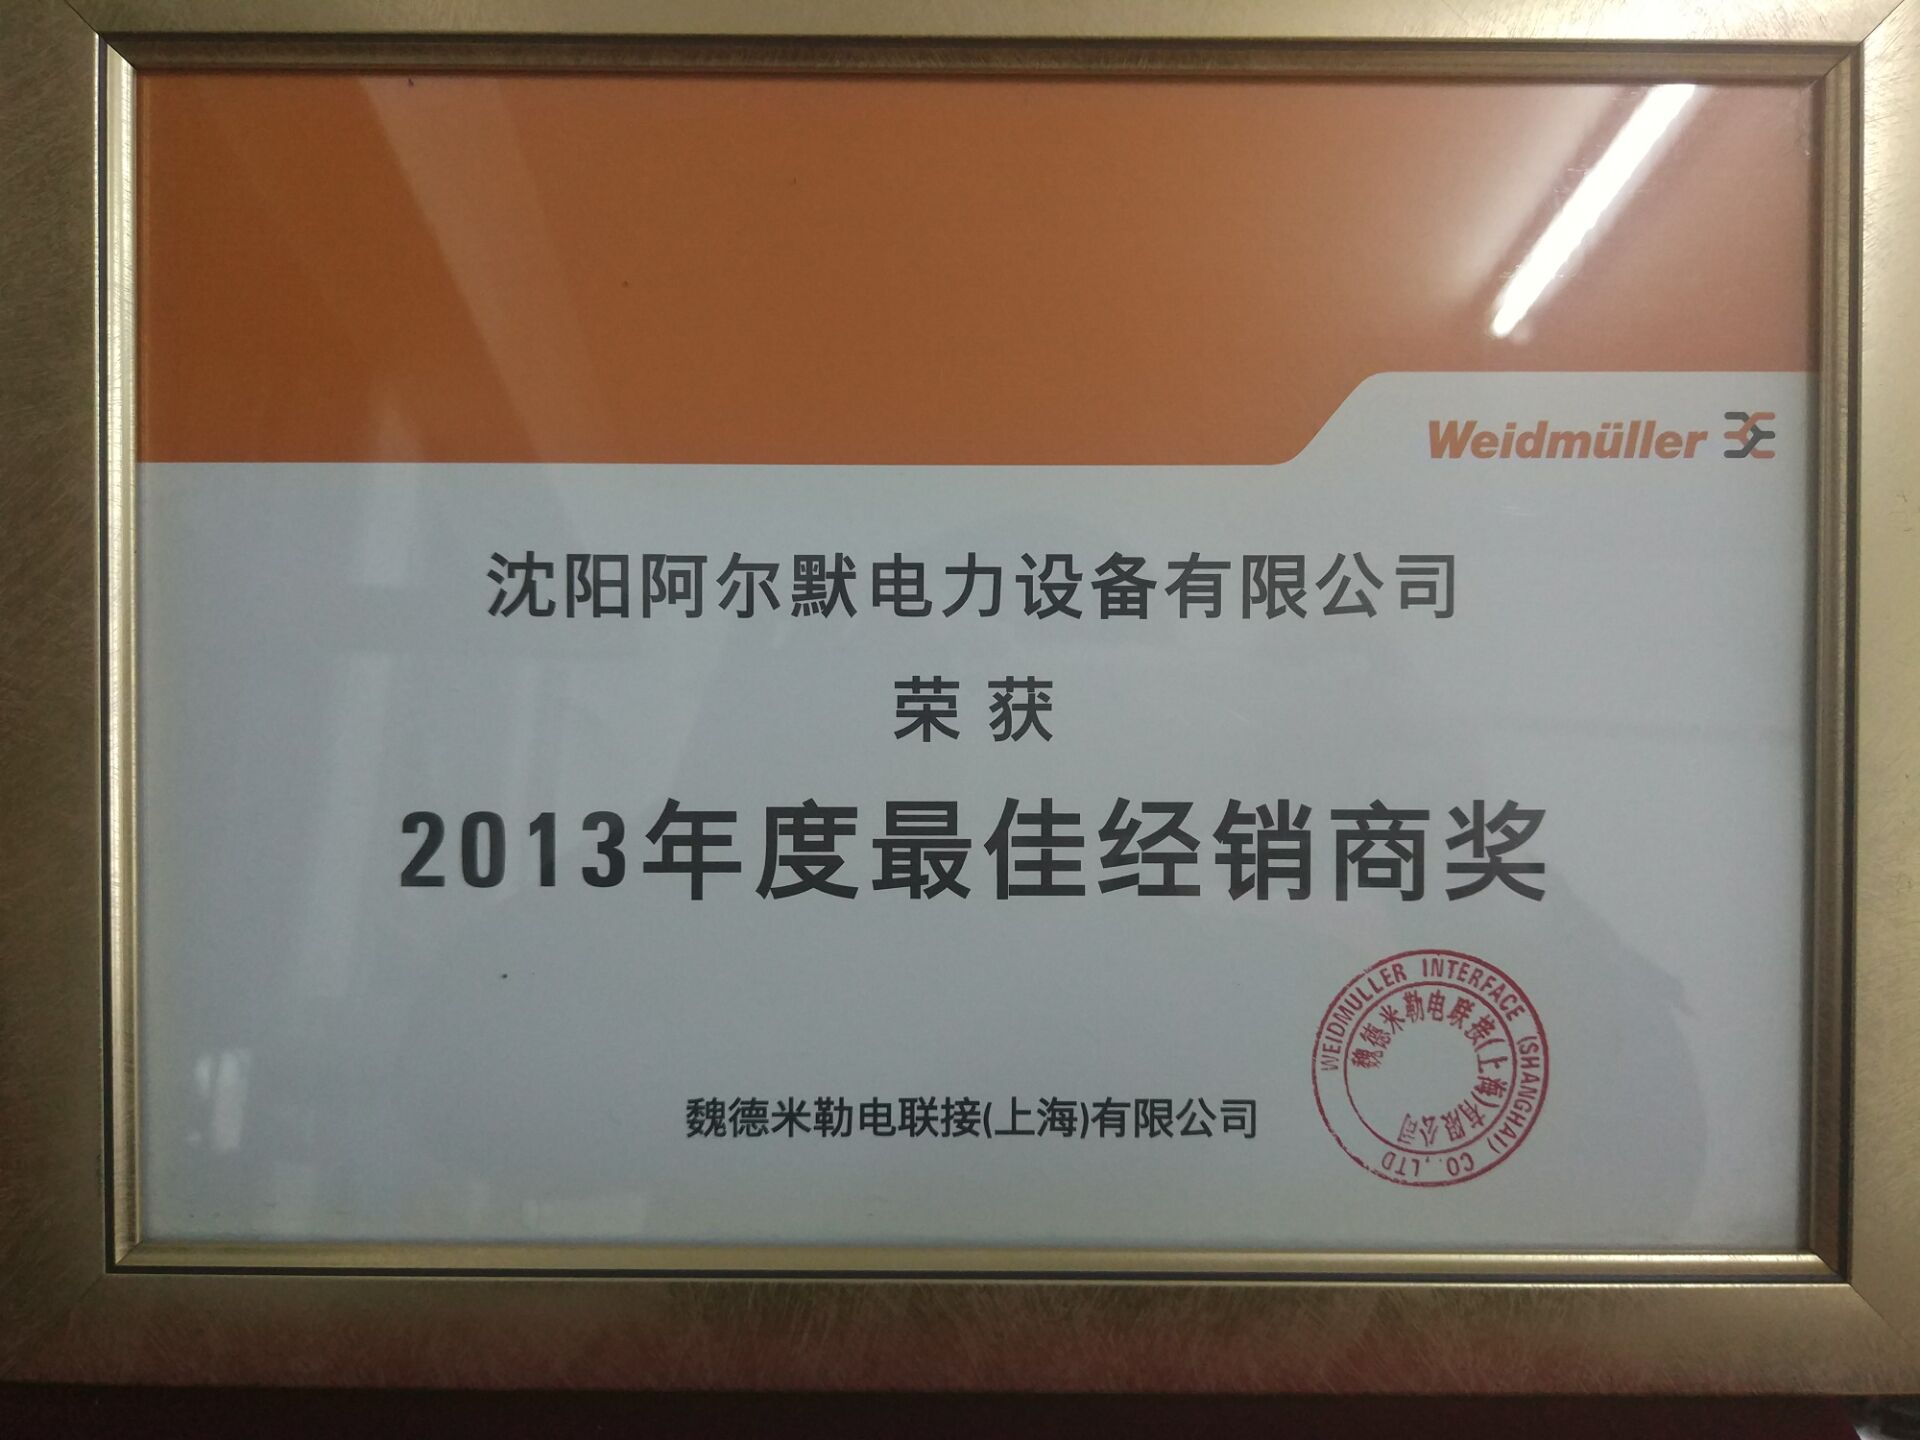 Weidmüller
沈阳阿尔默电力设备有限公司
荣获
2013年度最佳经销商奖
魏德米勒电联接(上海)有限公司
WEIDMULLER INTERFACE (SHANGHAI) CO.,LTD
魏德米勒电联接(上海)有限公司